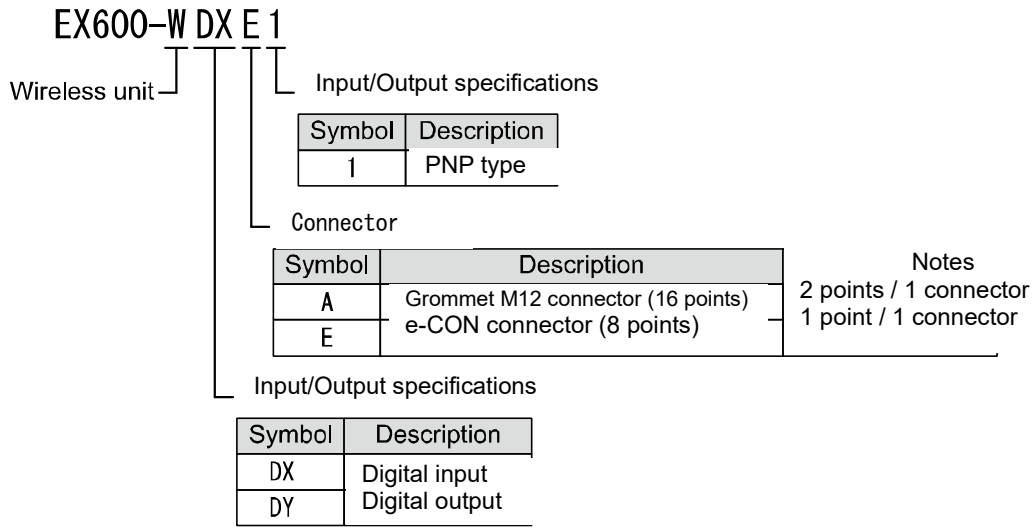 EX600-W DX E 1
Wireless unit
Input/Output specifications
Symbol Description
1 PNP type
Connector
Symbol Description Notes
A Grommet M12 connector (16 points) 2 points / 1 connector
E e-CON connector (8 points) 1 point / 1 connector
Input/Output specifications
Symbol Description
DX Digital input
DY Digital output